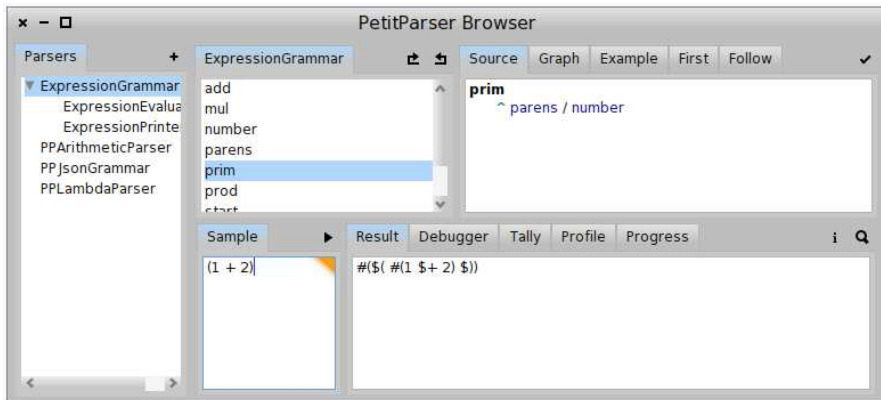 PetitParser Browser
Parsers +
ExpressionGrammar
ExpressionEvalua
ExpressionPrinte
PPArithmeticParser
PPJsonGrammar
PPLambdaParser
ExpressionGrammar
add
mul
number
parens
prim
prod
start
Source Graph Example First Follow
prim
^ parens / number
Sample
(1 + 2)
Result Debugger Tally Profile Progress i
#($( #(1 $+ 2) $))